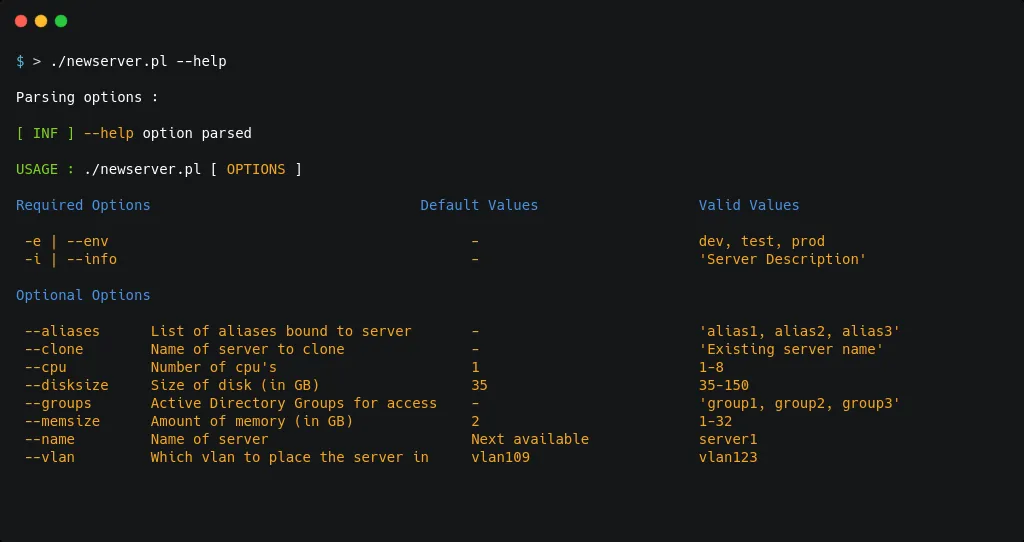 $ > ./newserver.pl --help
Parsing options :
[ INF ] --help option parsed
USAGE : ./newserver.pl [ OPTIONS ]
Required Options Default Values Valid Values
-e | --env - dev, test, prod
-i | --info - 'Server Description'
Optional Options
--aliases List of aliases bound to server - 'alias1, alias2, alias3'
--clone Name of server to clone - 'Existing server name'
--cpu Number of cpu's 1 1-8
--disksize Size of disk (in GB) 35 35-150
--groups Active Directory Groups for access - 'group1, group2, group3'
--memsize Amount of memory (in GB) 2 1-32
--name Name of server Next available server1
--vlan Which vlan to place the server in vlan109 vlan123